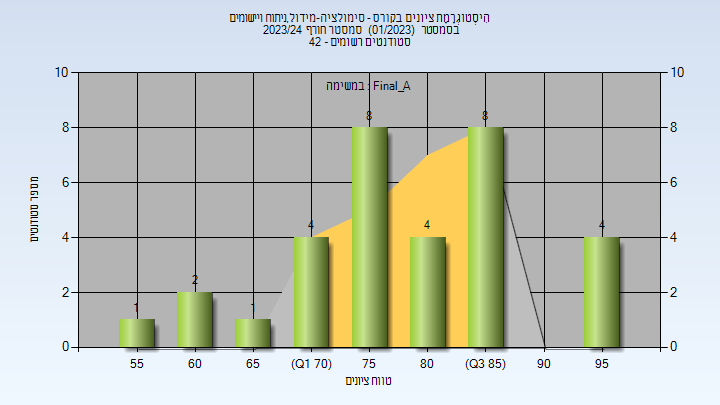 היסטוגרמת ציונים בקורס - סימולציה-מידול,ניתוח ויישומים
בסמסטר (01/2023) סמסטר חורף 2023/24
סטודנטים רשומים - 42
במשימה : Final_A
מספר סטודנטים
10
8
6
4
2
0
10
8
6
4
2
0
1
2
1
4
8
4
8
4
55 60 65 (Q1 70) 75 80 (Q3 85) 90 95
טווח ציונים